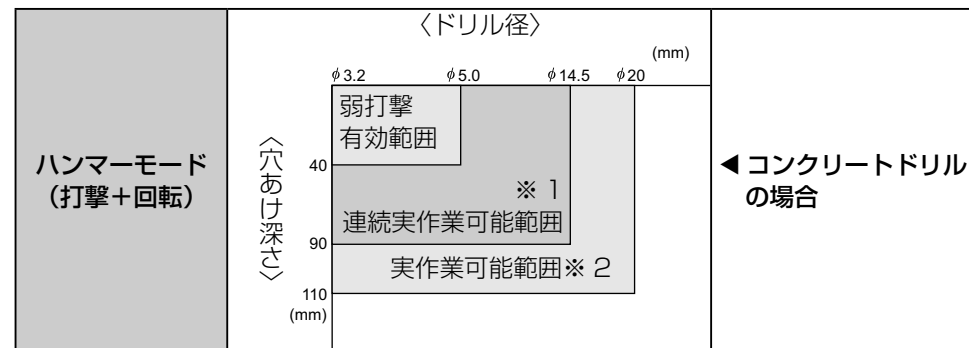 〈ドリル径〉
(mm)
φ3.2 φ5.0 φ14.5 φ20
弱打撃
有効範囲
ハンマーモード
（打撃＋回転）
〈穴あけ深さ〉
40
※1
連続実作業可能範囲
90
実作業可能範囲※2
110
(mm)
◀コンクリートドリル
の場合